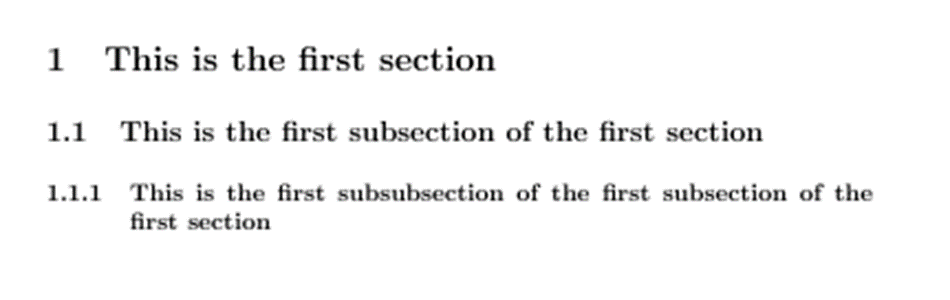 1 This is the first section
1.1 This is the first subsection of the first section
1.1.1 This is the first subsubsection of the first subsection of the
first section